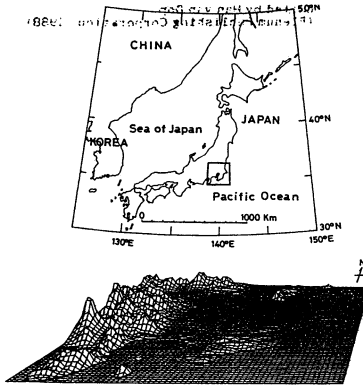 50°N
CHINA
40°N
Sea of Japan
JAPAN
KOREA
Pacific Ocean
0 1000 Km
30°N
130°E 140°E 150°E
N